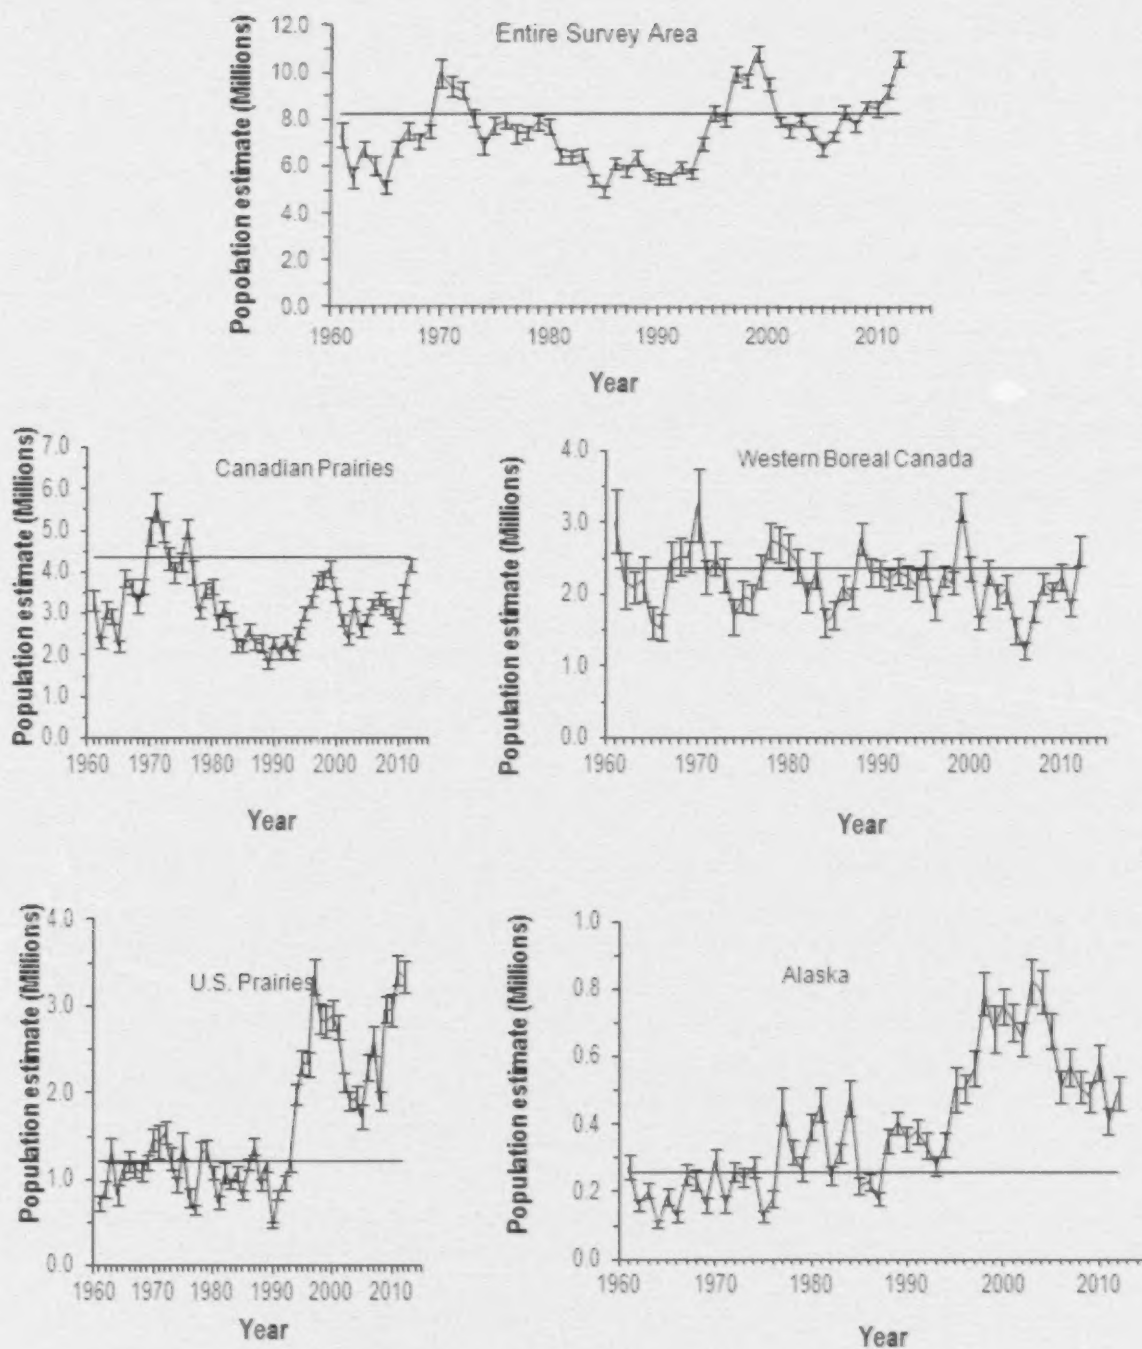 Entire Survey Area
Popolation estimate (Millions)
12.0
10.0
8.0
6.0
4.0
2.0
0.0
1960 1970 1980 1990 2000 2010
Year
Canadian Prairies
Population estimate (Millions)
7.0
6.0
5.0
4.0
3.0
2.0
1.0
0.0
1960 1970 1980 1990 2000 2010
Year
Western Boreal Canada
Population estimate (Millions)
4.0
3.0
2.0
1.0
0.0
1960 1970 1980 1990 2000 2010
Year
U.S. Prairies
Population estimate (Millions)
4.0
3.0
2.0
1.0
0.0
1960 1970 1980 1990 2000 2010
Year
Alaska
Population estimate (Millions)
1.0
0.8
0.6
0.4
0.2
0.0
1960 1970 1980 1990 2000 2010
Year